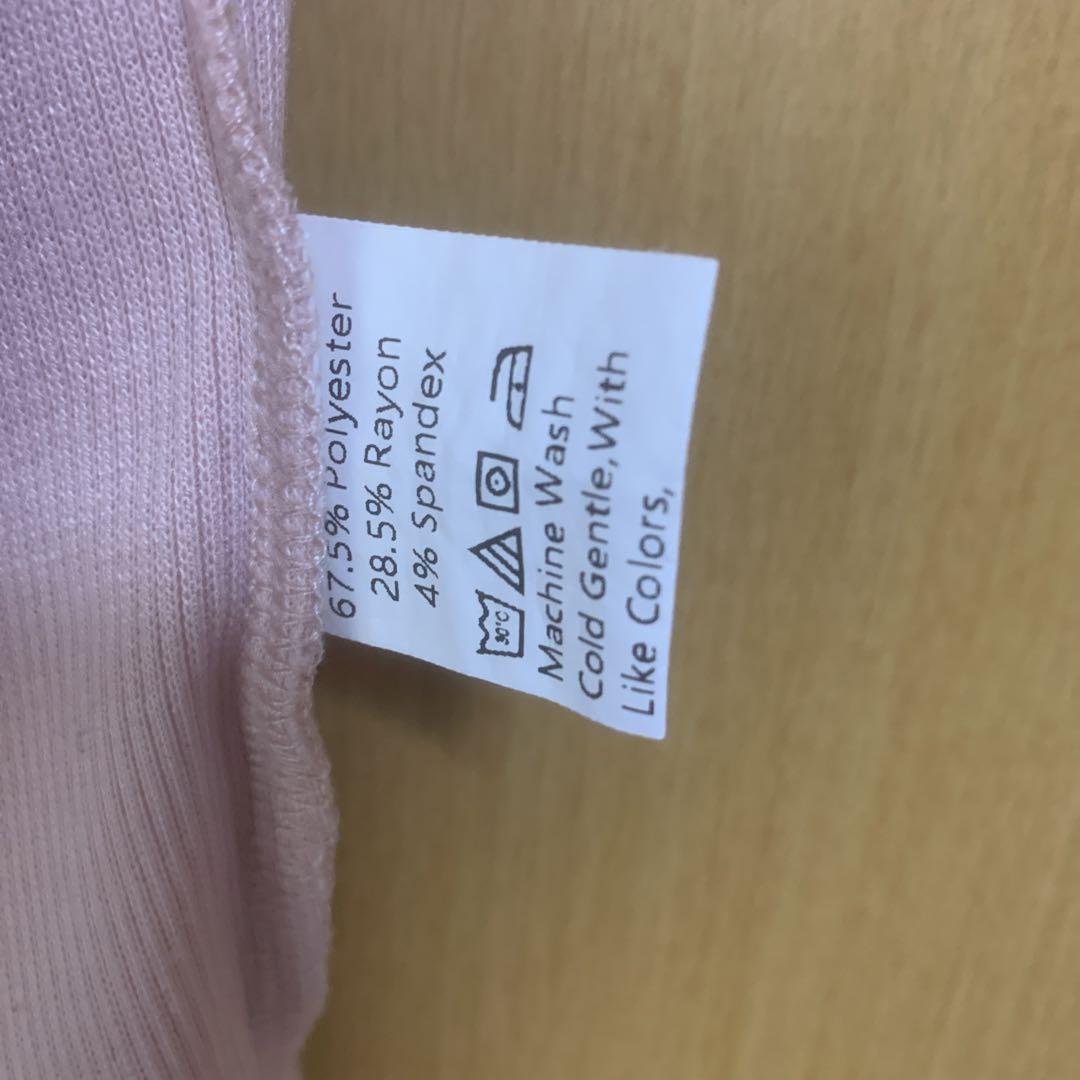 67.5% Polyester
28.5% Rayon
4% Spandex
30°C
Machine Wash
Cold Gentle,With
Like Colors,